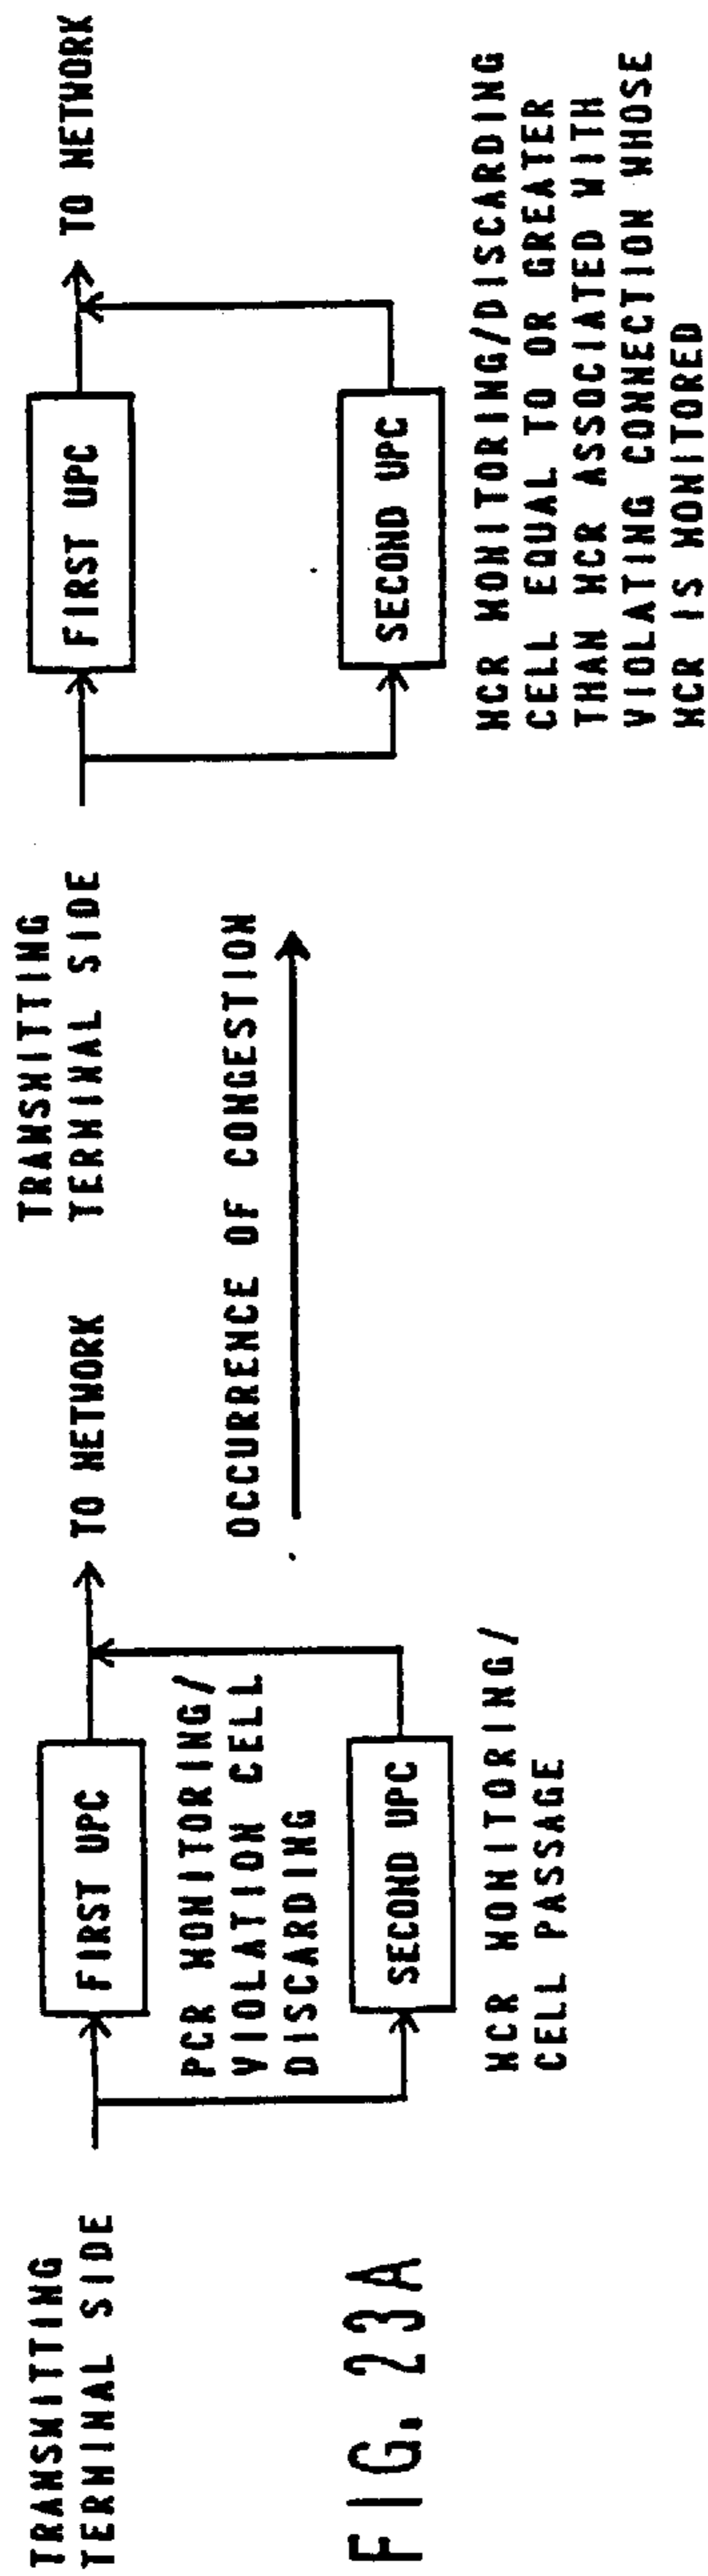 TRANSMITTING
TERMINAL SIDE
FIRST UPC
TO NETWORK
PCR MONITORING/
VIOLATION CELL
DISCARDING
SECOND UPC
MCR MONITORING/
CELL PASSAGE
OCCURRENCE OF CONGESTION
TRANSMITTING
TERMINAL SIDE
FIRST UPC
TO NETWORK
SECOND UPC
MCR MONITORING/DISCARDING
CELL EQUAL TO OR GREATER
THAN MCR ASSOCIATED WITH
VIOLATING CONNECTION WHOSE
MCR IS MONITORED
FIG. 23A